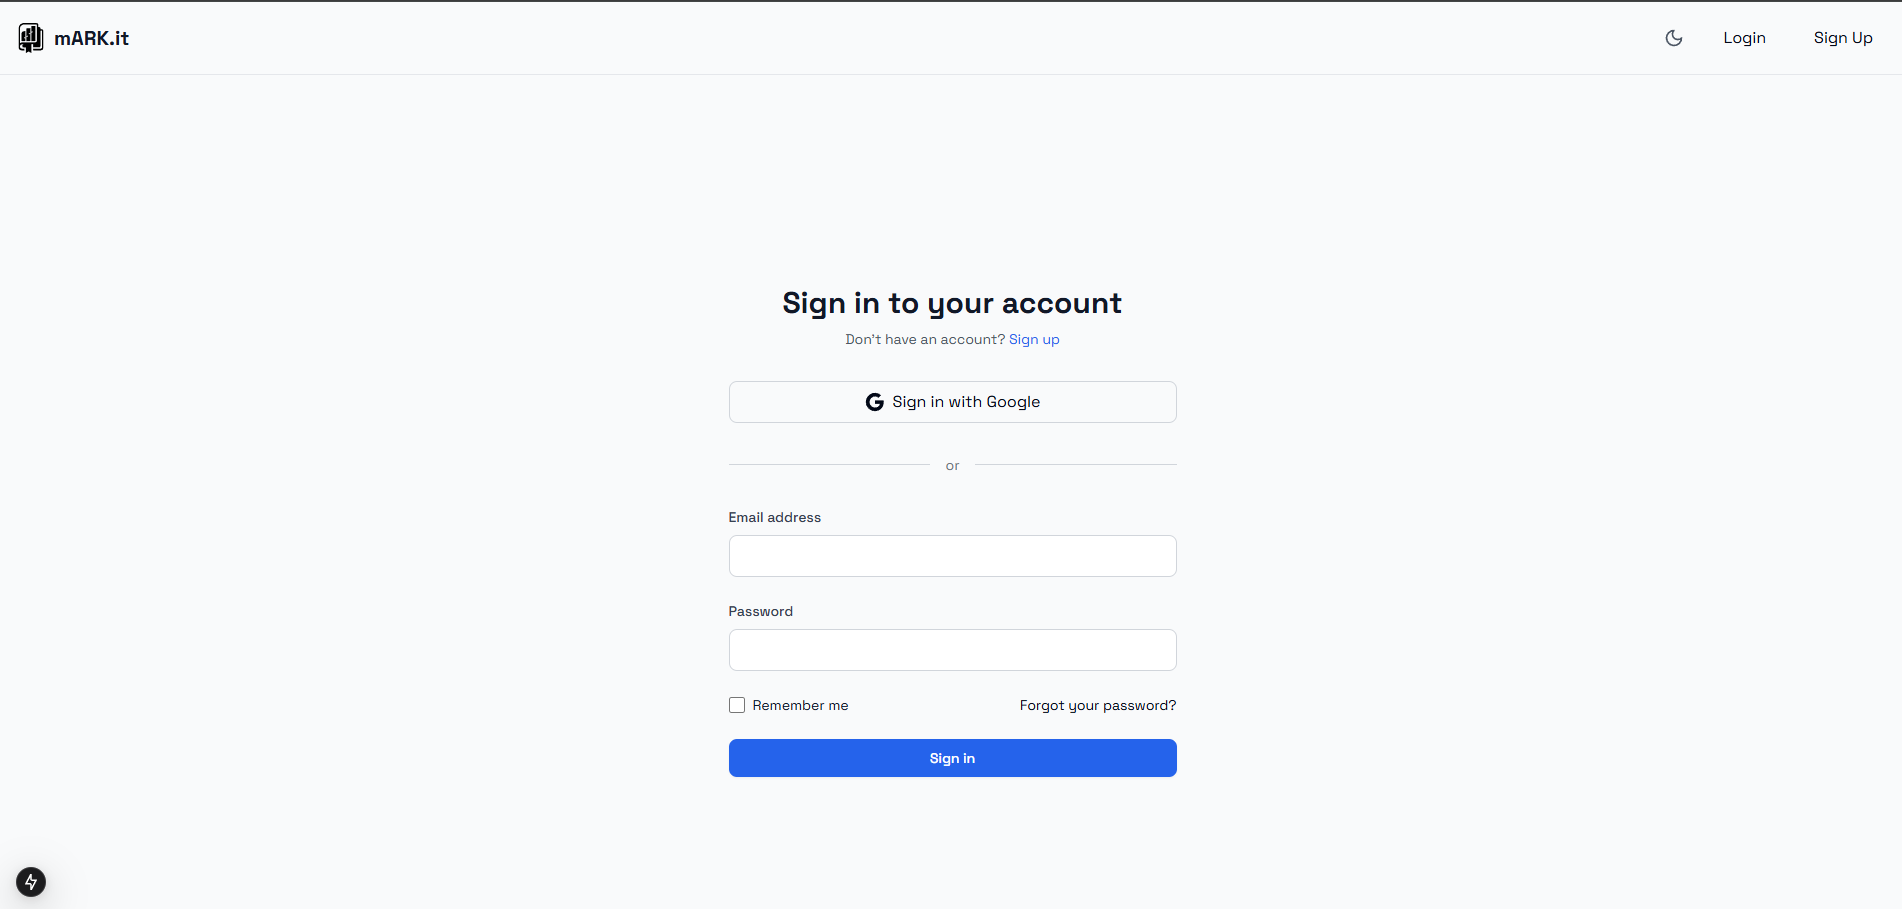 mARK.it
Login
Sign Up
Sign in to your account
Don't have an account? Sign up
Sign in with Google
or
Email address
Password
Remember me
Forgot your password?
Sign in